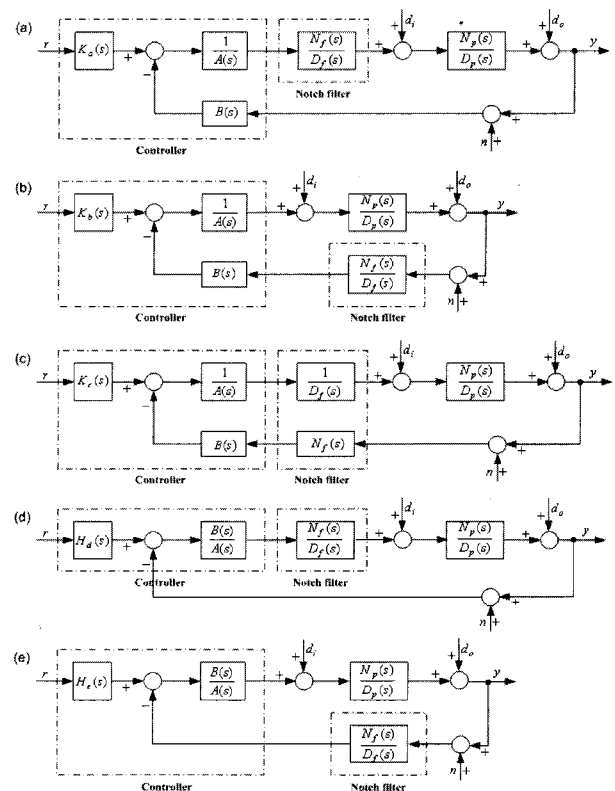 (a)
r
K_a(s)
+
−
1
A(s)
N_f(s)
D_f(s)
+
+
d_i
N_p(s)
D_p(s)
+
+
d_o
y
B(s)
Notch filter
Controller
n
+
+
(b)
r
K_b(s)
+
−
1
A(s)
+
+
d_i
N_p(s)
D_p(s)
+
+
d_o
y
B(s)
N_f(s)
D_f(s)
n
+
+
Controller
Notch filter
(c)
r
K_c(s)
+
−
1
A(s)
1
D_f(s)
+
+
d_i
N_p(s)
D_p(s)
+
+
d_o
y
B(s)
N_f(s)
n
+
+
Controller
Notch filter
(d)
r
H_d(s)
+
−
B(s)
A(s)
N_f(s)
D_f(s)
+
+
d_i
N_p(s)
D_p(s)
+
+
d_o
y
Controller
Notch filter
n
+
+
(e)
r
H_e(s)
+
−
B(s)
A(s)
+
+
d_i
N_p(s)
D_p(s)
+
+
d_o
y
N_f(s)
D_f(s)
n
+
+
Controller
Notch filter